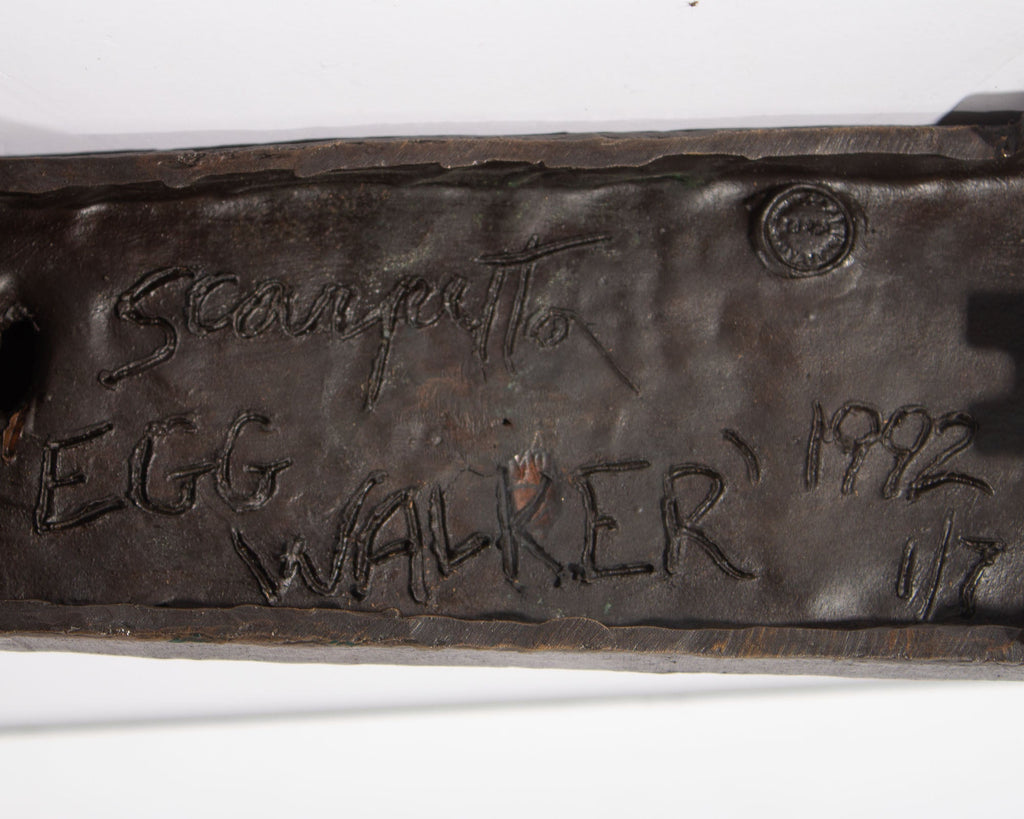 Scarpitta
EGG
WALKER' 1992
1/7